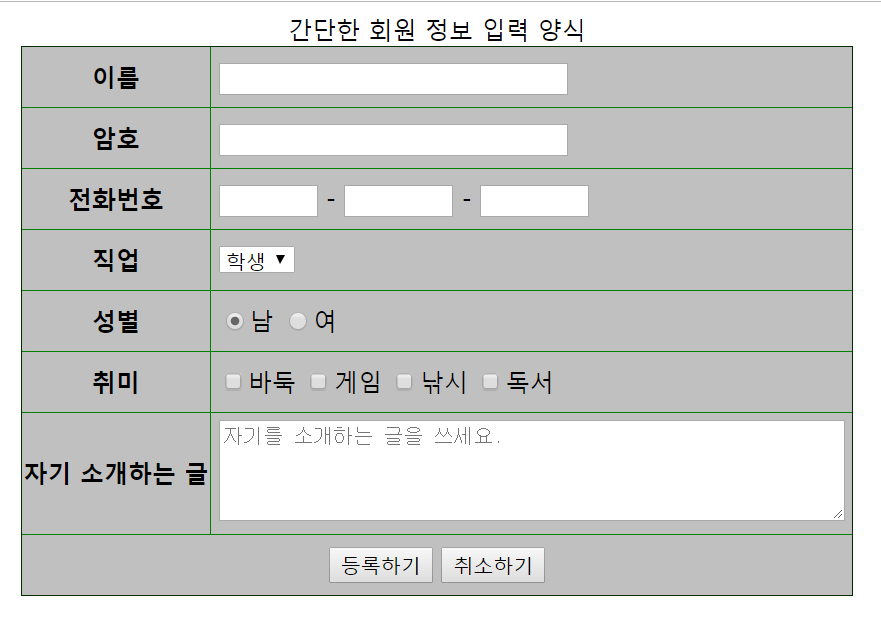 간단한 회원 정보 입력 양식
이름
암호
전화번호 - -
직업 학생
성별 남 여
취미 바둑 게임 낚시 독서
자기 소개하는 글 자기를 소개하는 글을 쓰세요.
등록하기 취소하기